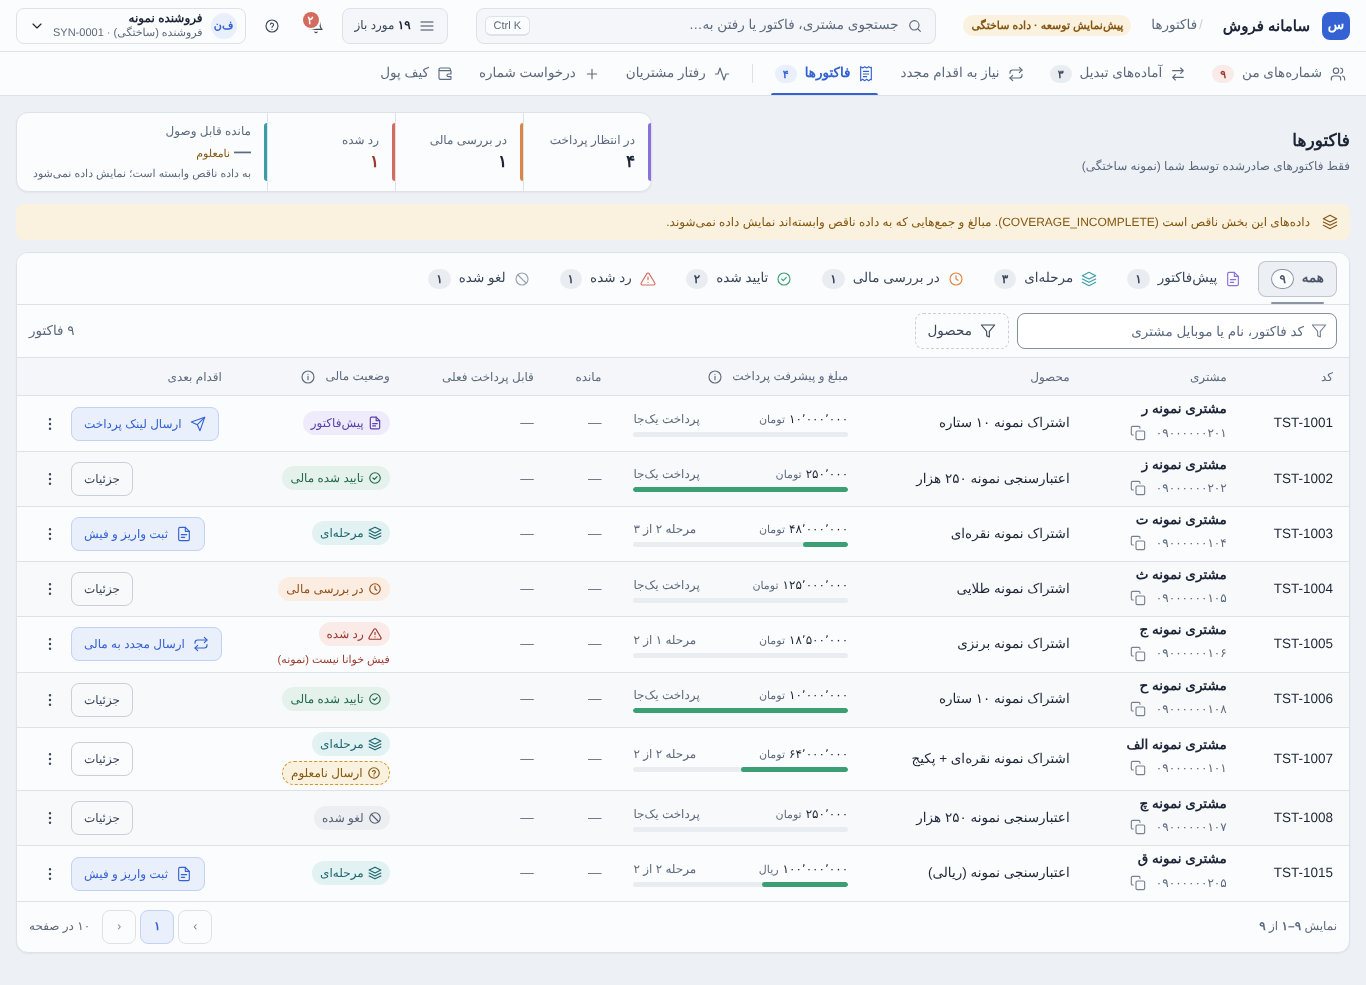 س
سامانه فروش
/ فاکتورها
پیش‌نمایش توسعه · داده ساختگی
جستجوی مشتری، فاکتور یا رفتن به…
Ctrl K
۱۹ مورد باز
۲
ف‌ن
فروشنده نمونه
فروشنده (ساختگی) · SYN-0001
شماره‌های من ۹
آماده‌های تبدیل ۳
نیاز به اقدام مجدد
فاکتورها ۴
رفتار مشتریان
درخواست شماره
کیف پول
فاکتورها
فقط فاکتورهای صادرشده توسط شما (نمونه ساختگی)
در انتظار پرداخت
۴
در بررسی مالی
۱
رد شده
۱
مانده قابل وصول
— نامعلوم
به داده ناقص وابسته است؛ نمایش داده نمی‌شود
داده‌های این بخش ناقص است (COVERAGE_INCOMPLETE). مبالغ و جمع‌هایی که به داده ناقص وابسته‌اند نمایش داده نمی‌شوند.
همه ۹
پیش‌فاکتور ۱
مرحله‌ای ۳
در بررسی مالی ۱
تایید شده ۲
رد شده ۱
لغو شده ۱
کد فاکتور، نام یا موبایل مشتری
محصول
۹ فاکتور
کد مشتری محصول مبلغ و پیشرفت پرداخت مانده قابل پرداخت فعلی وضعیت مالی اقدام بعدی
TST-1001
مشتری نمونه ر
۰۹۰۰۰۰۰۰۲۰۱
اشتراک نمونه ۱۰ ستاره
۱۰٬۰۰۰٬۰۰۰ تومان پرداخت یک‌جا
— —
پیش‌فاکتور
ارسال لینک پرداخت
TST-1002
مشتری نمونه ز
۰۹۰۰۰۰۰۰۲۰۲
اعتبارسنجی نمونه ۲۵۰ هزار
۲۵۰٬۰۰۰ تومان پرداخت یک‌جا
— —
تایید شده مالی
جزئیات
TST-1003
مشتری نمونه ت
۰۹۰۰۰۰۰۰۱۰۴
اشتراک نمونه نقره‌ای
۴۸٬۰۰۰٬۰۰۰ تومان مرحله ۲ از ۳
— —
مرحله‌ای
ثبت واریز و فیش
TST-1004
مشتری نمونه ث
۰۹۰۰۰۰۰۰۱۰۵
اشتراک نمونه طلایی
۱۲۵٬۰۰۰٬۰۰۰ تومان پرداخت یک‌جا
— —
در بررسی مالی
جزئیات
TST-1005
مشتری نمونه ج
۰۹۰۰۰۰۰۰۱۰۶
اشتراک نمونه برنزی
۱۸٬۵۰۰٬۰۰۰ تومان مرحله ۱ از ۲
— —
رد شده
فیش خوانا نیست (نمونه)
ارسال مجدد به مالی
TST-1006
مشتری نمونه ح
۰۹۰۰۰۰۰۰۱۰۸
اشتراک نمونه ۱۰ ستاره
۱۰٬۰۰۰٬۰۰۰ تومان پرداخت یک‌جا
— —
تایید شده مالی
جزئیات
TST-1007
مشتری نمونه الف
۰۹۰۰۰۰۰۰۱۰۱
اشتراک نمونه نقره‌ای + پکیج
۶۴٬۰۰۰٬۰۰۰ تومان مرحله ۲ از ۲
— —
مرحله‌ای
ارسال نامعلوم
جزئیات
TST-1008
مشتری نمونه چ
۰۹۰۰۰۰۰۰۱۰۷
اعتبارسنجی نمونه ۲۵۰ هزار
۲۵۰٬۰۰۰ تومان پرداخت یک‌جا
— —
لغو شده
جزئیات
TST-1015
مشتری نمونه ق
۰۹۰۰۰۰۰۰۲۰۵
اعتبارسنجی نمونه (ریالی)
۱۰۰٬۰۰۰٬۰۰۰ ریال مرحله ۲ از ۲
— —
مرحله‌ای
ثبت واریز و فیش
نمایش ۱–۹ از ۹
› ۱ ‹
۱۰ در صفحه